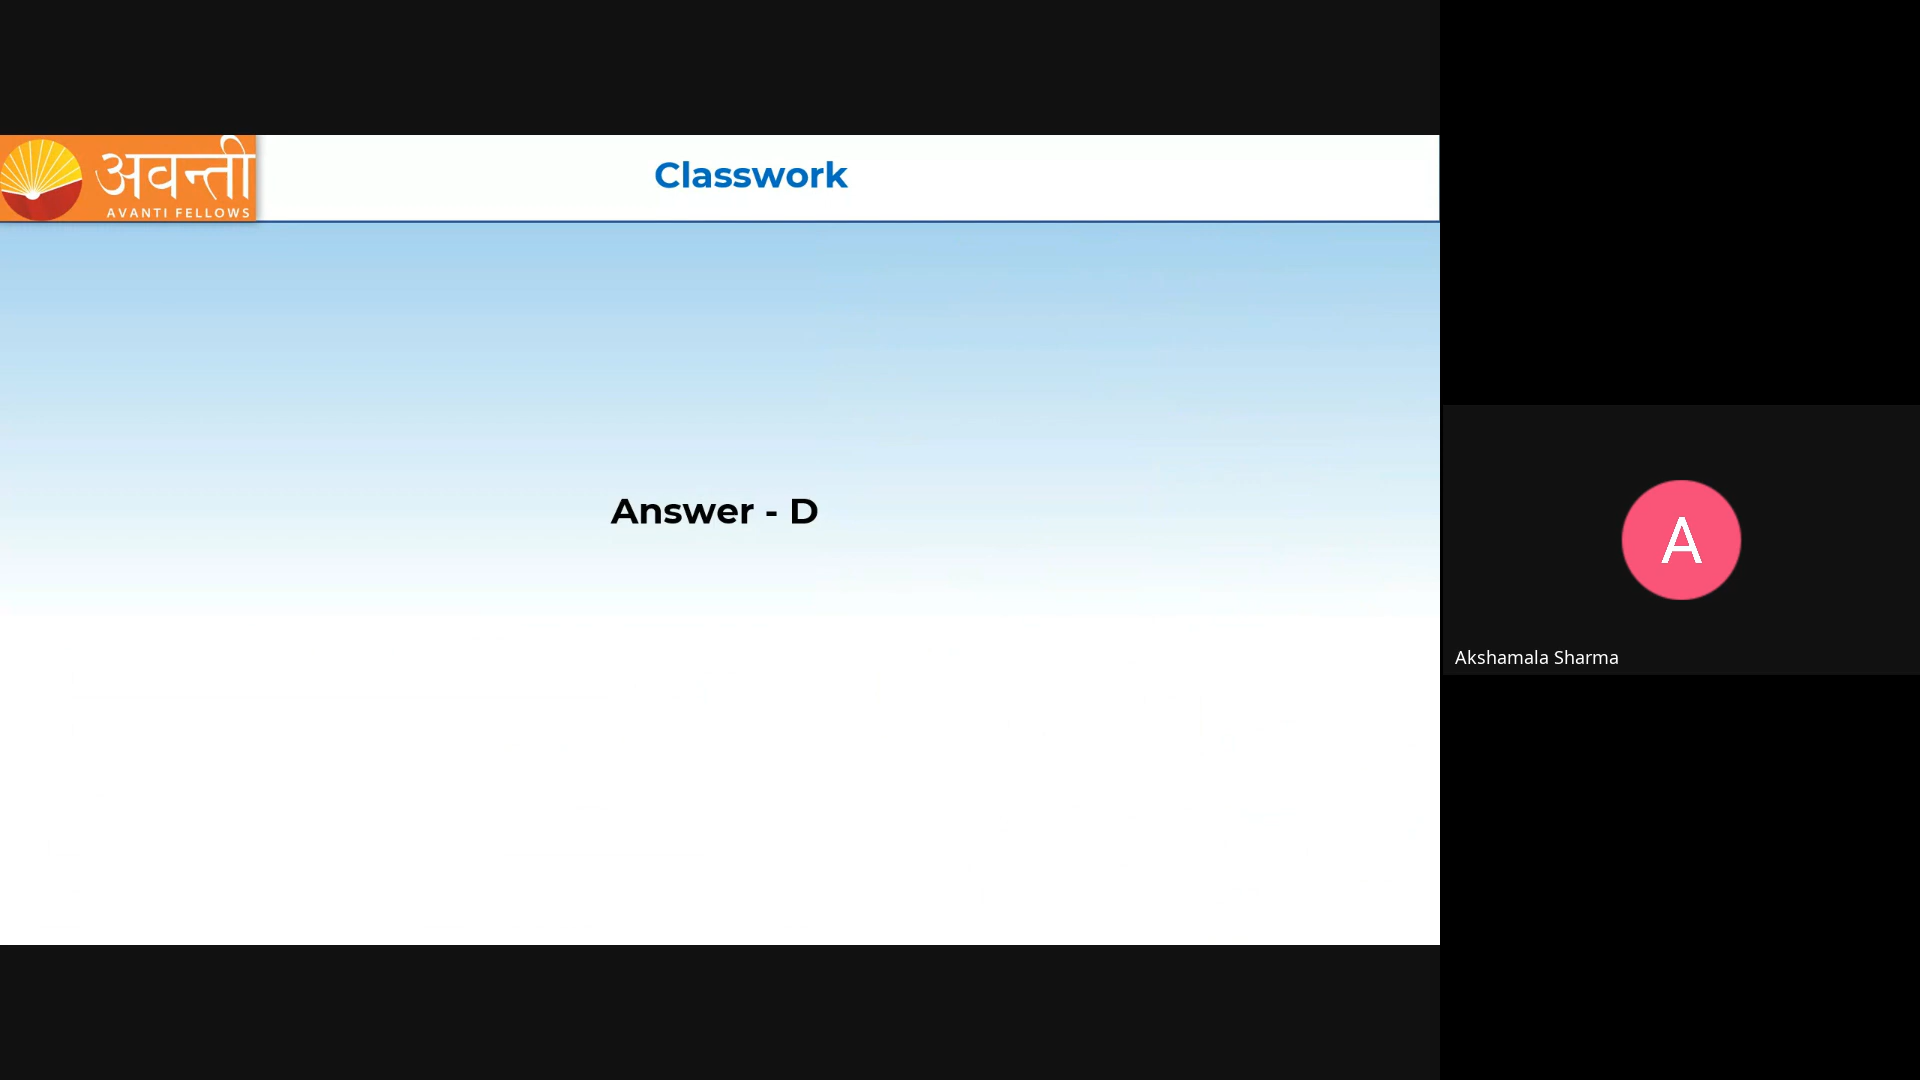 अवन्ती
AVANTI FELLOWS
Classwork
Answer - D
A
Akshamala Sharma